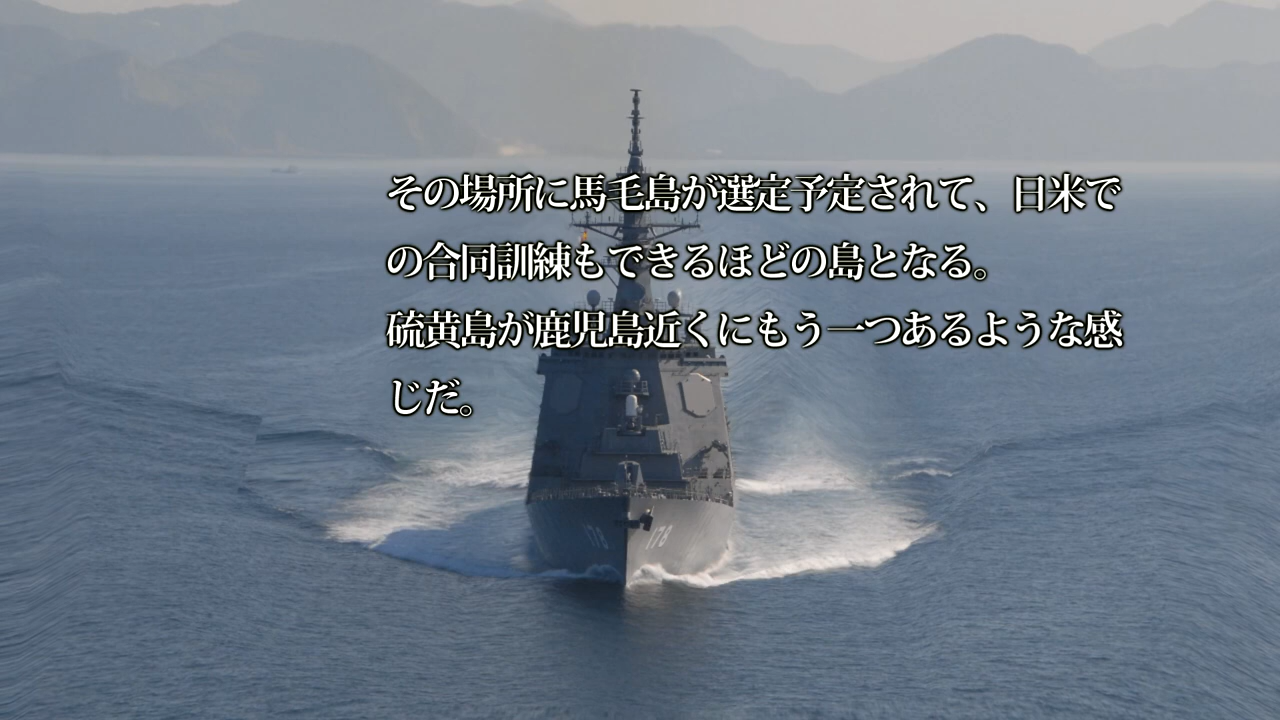 その場所に馬毛島が選定予定されて、日米で
の合同訓練もできるほどの島となる。
硫黄島が鹿児島近くにもう一つあるような感
じだ。
178 178